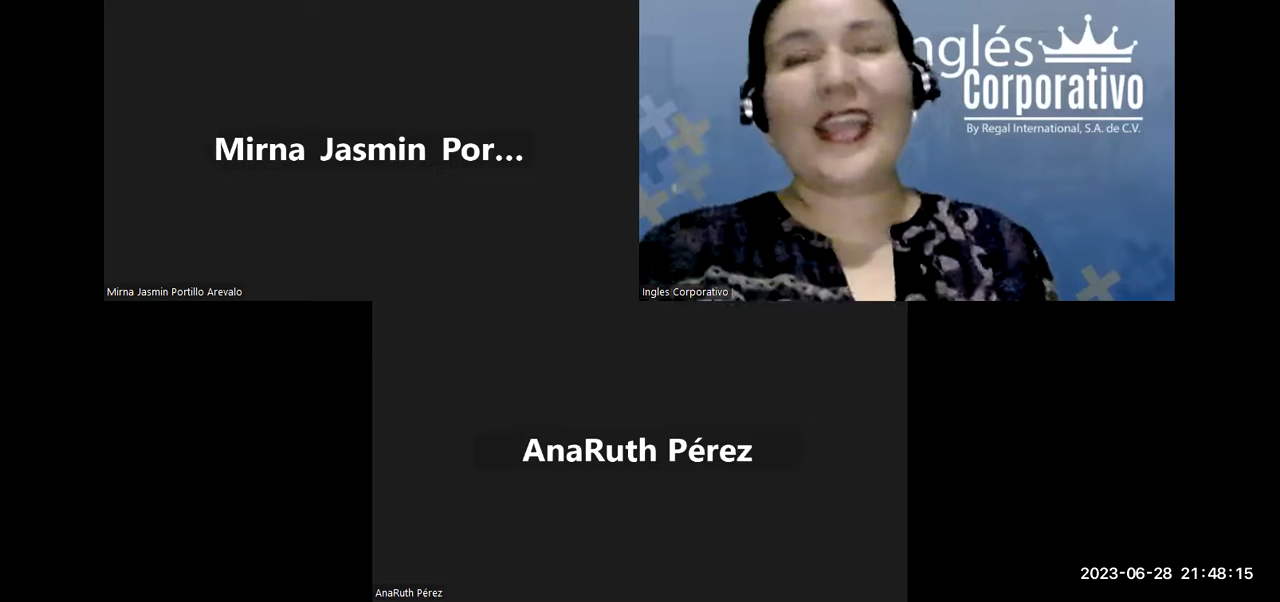 Mirna Jasmin Por...
Mirna Jasmin Portillo Arevalo
nglés
Corporativo
By Regal International, S.A. de C.V.
Ingles Corporativo
AnaRuth Pérez
AnaRuth Pérez
2023-06-28 21:48:15